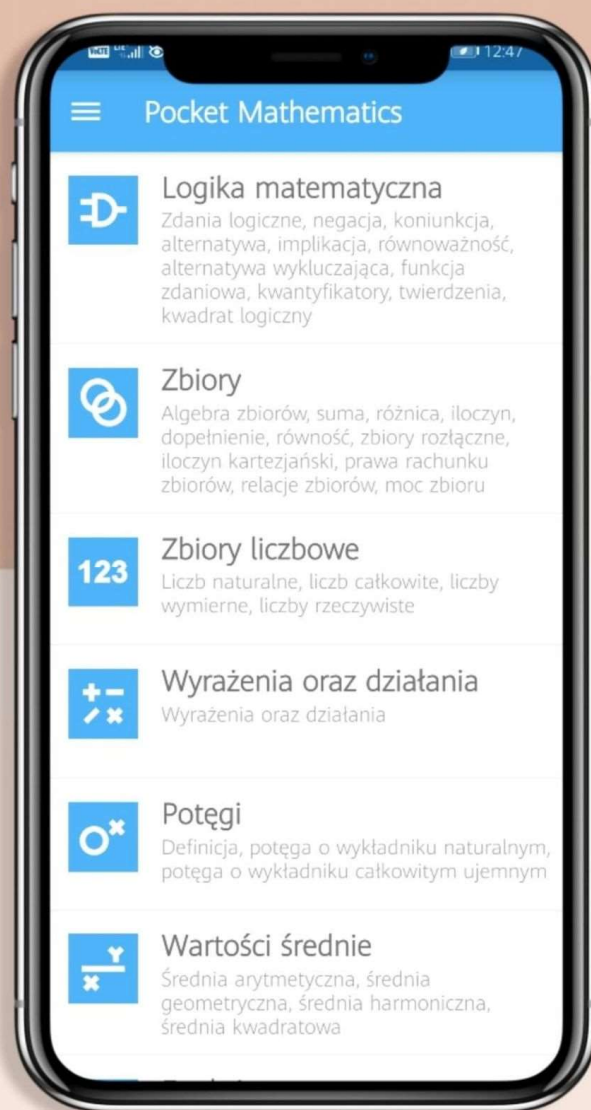 12:47
Pocket Mathematics
Logika matematyczna
Zdania logiczne, negacja, koniunkcja,
alternatywa, implikacja, równoważność,
alternatywa wykluczająca, funkcja
zdaniowa, kwantyfikatory, twierdzenia,
kwadrat logiczny
Zbiory
Algebra zbiorów, suma, różnica, iloczyn,
dopełnienie, równość, zbiory rozłączne,
iloczyn kartezjański, prawa rachunku
zbiorów, relacje zbiorów, moc zbioru
123
Zbiory liczbowe
Liczb naturalne, liczb całkowite, liczby
wymierne, liczby rzeczywiste
Wyrażenia oraz działania
Wyrażenia oraz działania
Potęgi
Definicja, potęga o wykładniku naturalnym,
potęga o wykładniku całkowitym ujemnym
Wartości średnie
Średnia arytmetyczna, średnia
geometryczna, średnia harmoniczna,
średnia kwadratowa